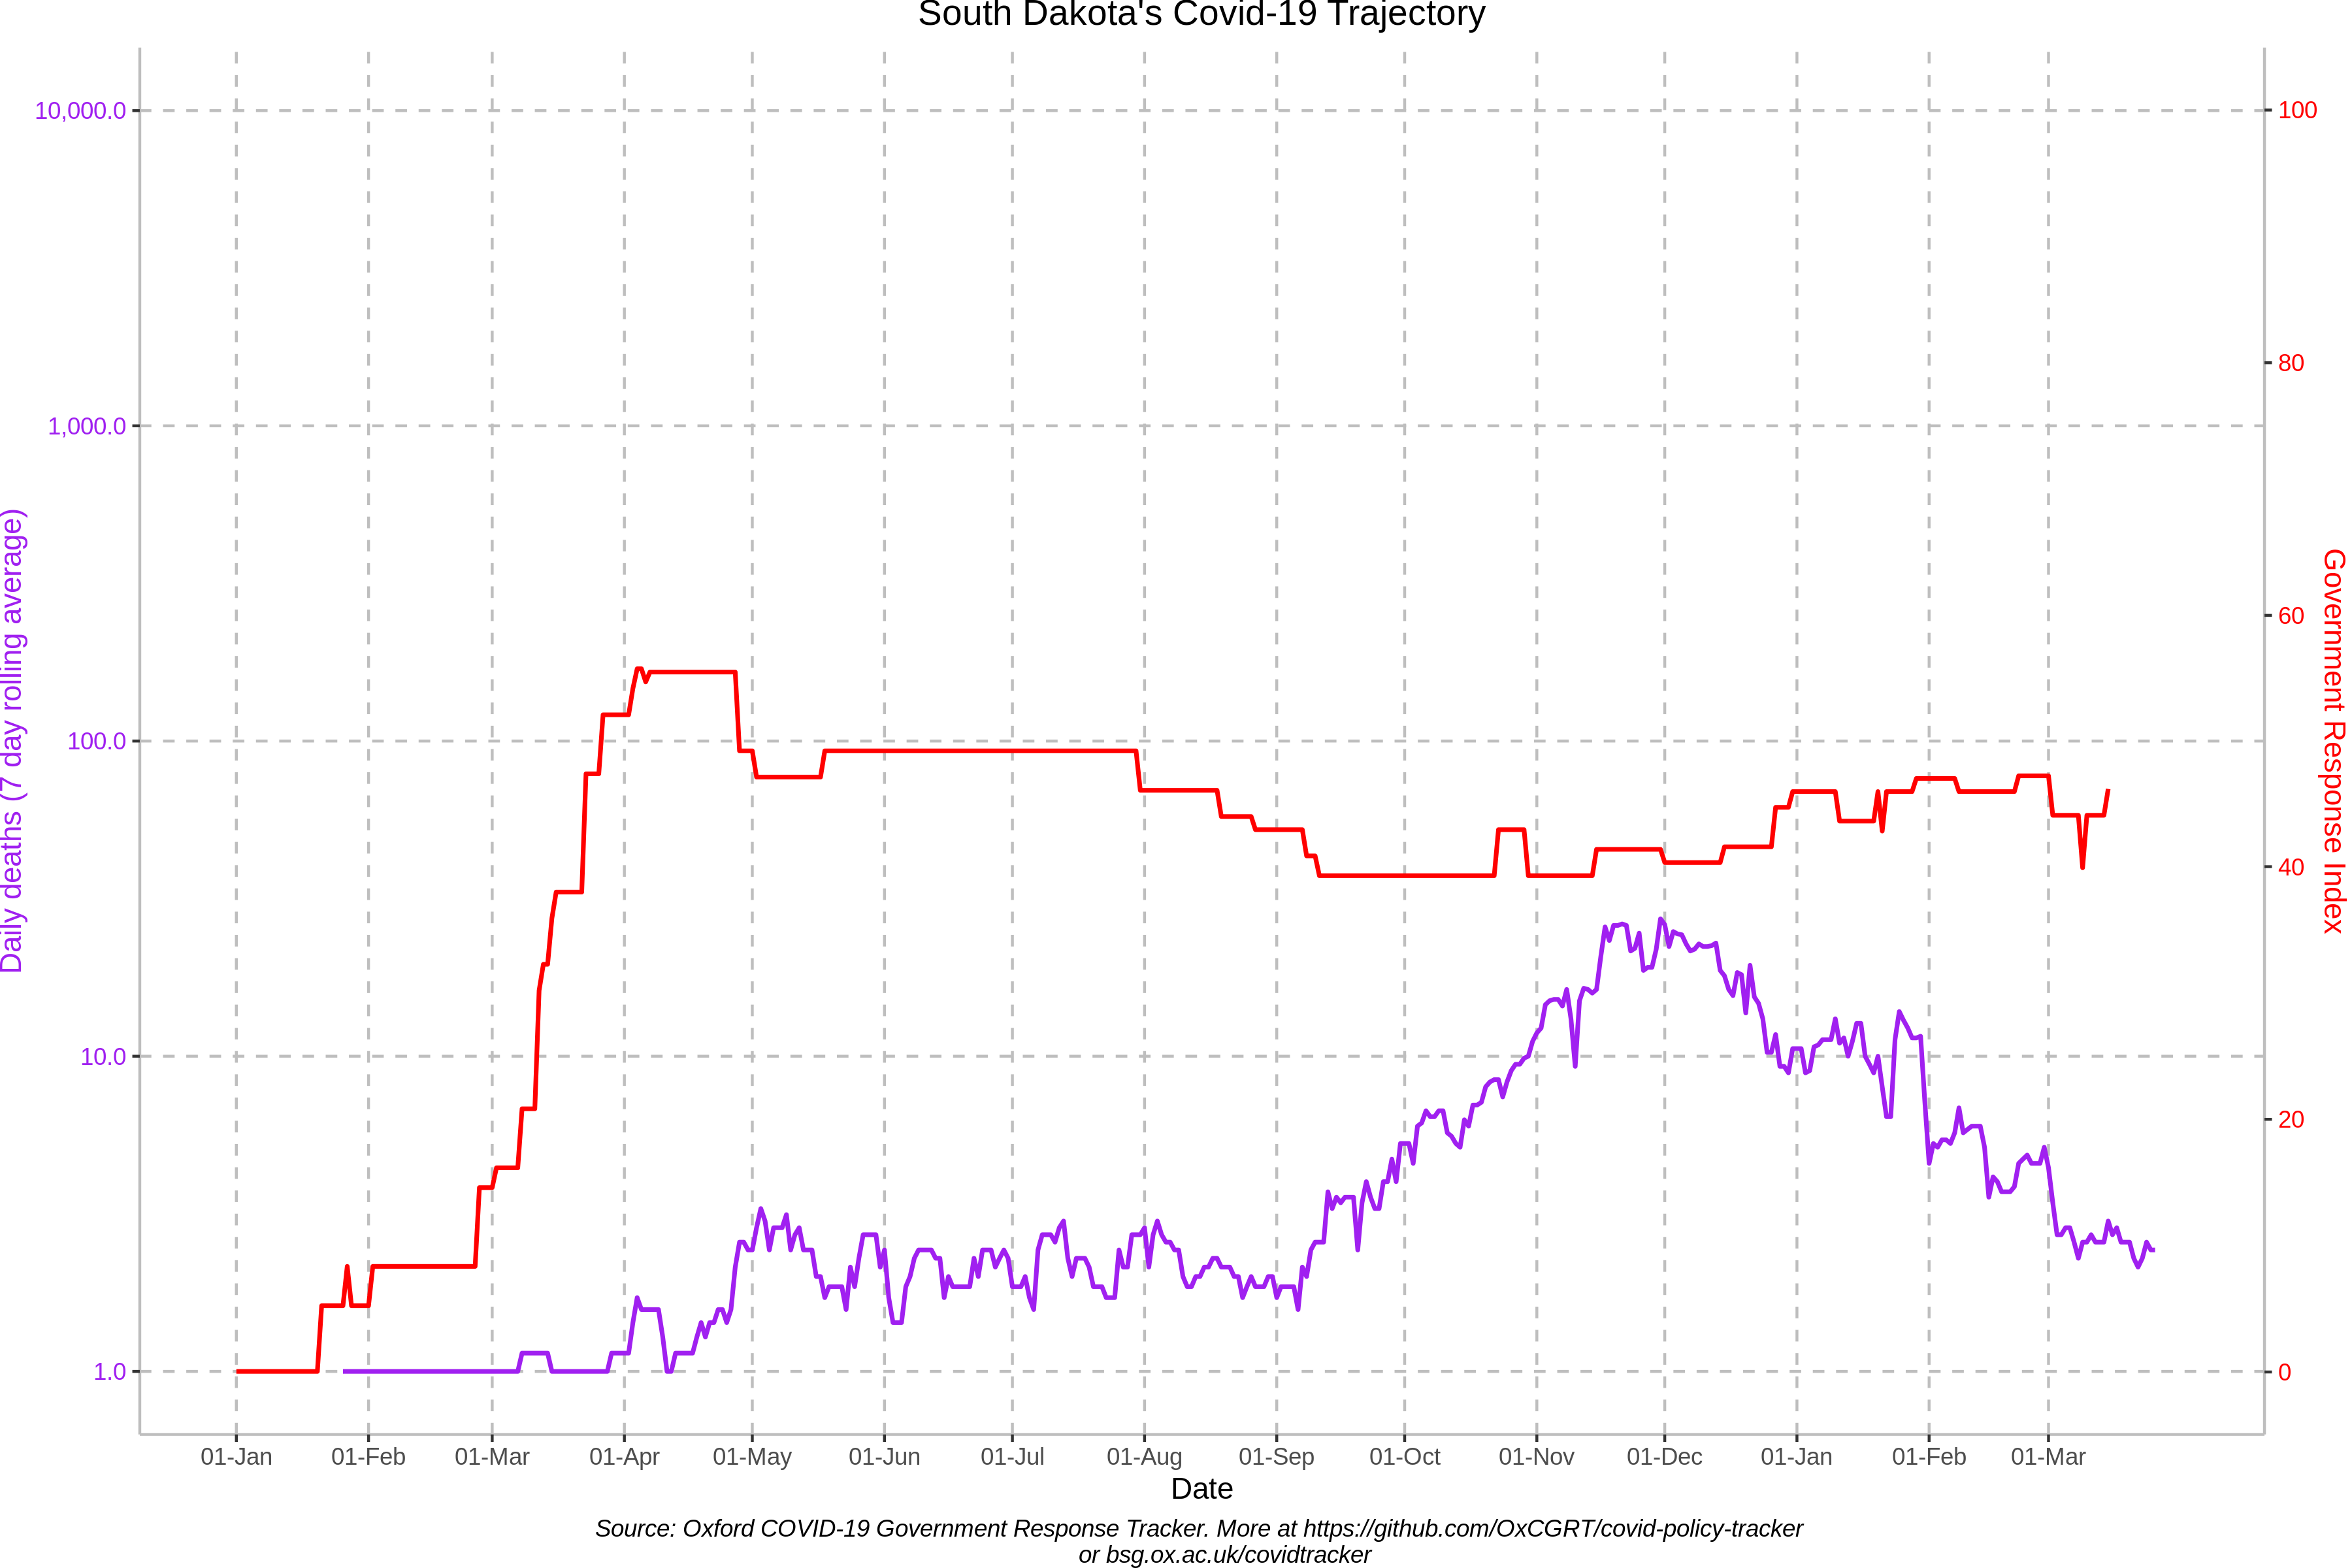 South Dakota's Covid-19 Trajectory
10,000.0
1,000.0
100.0
10.0
1.0
Daily deaths (7 day rolling average)
100
80
60
40
20
0
Government Response Index
01-Jan 01-Feb 01-Mar 01-Apr 01-May 01-Jun 01-Jul 01-Aug 01-Sep 01-Oct 01-Nov 01-Dec 01-Jan 01-Feb 01-Mar
Date
Source: Oxford COVID-19 Government Response Tracker. More at https://github.com/OxCGRT/covid-policy-tracker
or bsg.ox.ac.uk/covidtracker